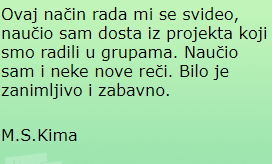 Ovaj način rada mi se svideo,
naučio sam dosta iz projekta koji
smo radili u grupama. Naučio
sam i neke nove reči. Bilo je
zanimljivo i zabavno.
M.S.Kima